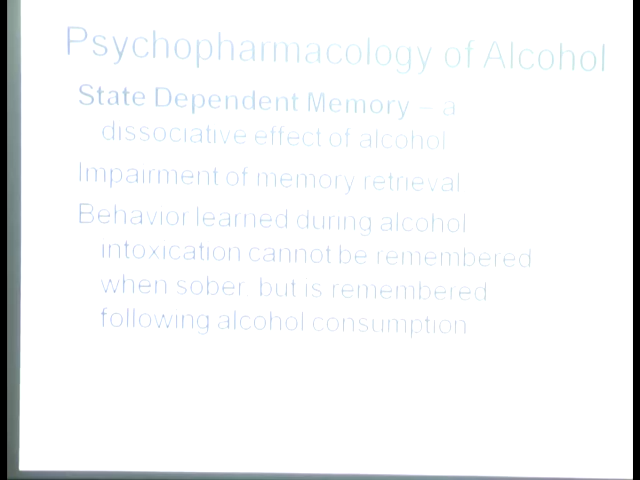 Psychopharmacology of Alcohol
State Dependent Memory – a
dissociative effect of alcohol
Impairment of memory retrieval
Behavior learned during alcohol
intoxication cannot be remembered
when sober but is remembered
following alcohol consumption